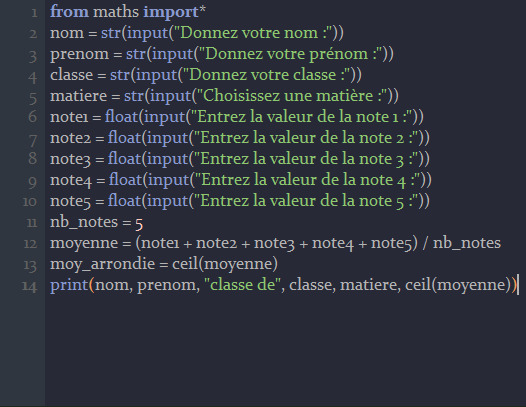 1 from maths import*
2 nom = str(input("Donnez votre nom :"))
3 prenom = str(input("Donnez votre prénom :"))
4 classe = str(input("Donnez votre classe :"))
5 matiere = str(input("Choisissez une matière :"))
6 note1 = float(input("Entrez la valeur de la note 1 :"))
7 note2 = float(input("Entrez la valeur de la note 2 :"))
8 note3 = float(input("Entrez la valeur de la note 3 :"))
9 note4 = float(input("Entrez la valeur de la note 4 :"))
10 note5 = float(input("Entrez la valeur de la note 5 :"))
11 nb_notes = 5
12 moyenne = (note1 + note2 + note3 + note4 + note5) / nb_notes
13 moy_arrondie = ceil(moyenne)
14 print(nom, prenom, "classe de", classe, matiere, ceil(moyenne))